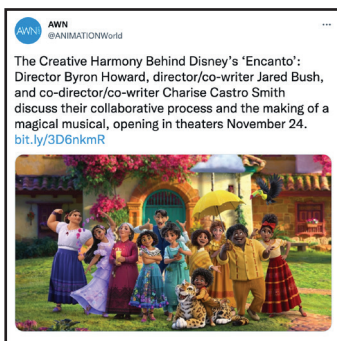 AWN
AWN
@ANIMATIONWorld
...
The Creative Harmony Behind Disney's 'Encanto':
Director Byron Howard, director/co-writer Jared Bush,
and co-director/co-writer Charise Castro Smith
discuss their collaborative process and the making of a
magical musical, opening in theaters November 24.
bit.ly/3D6nkmR